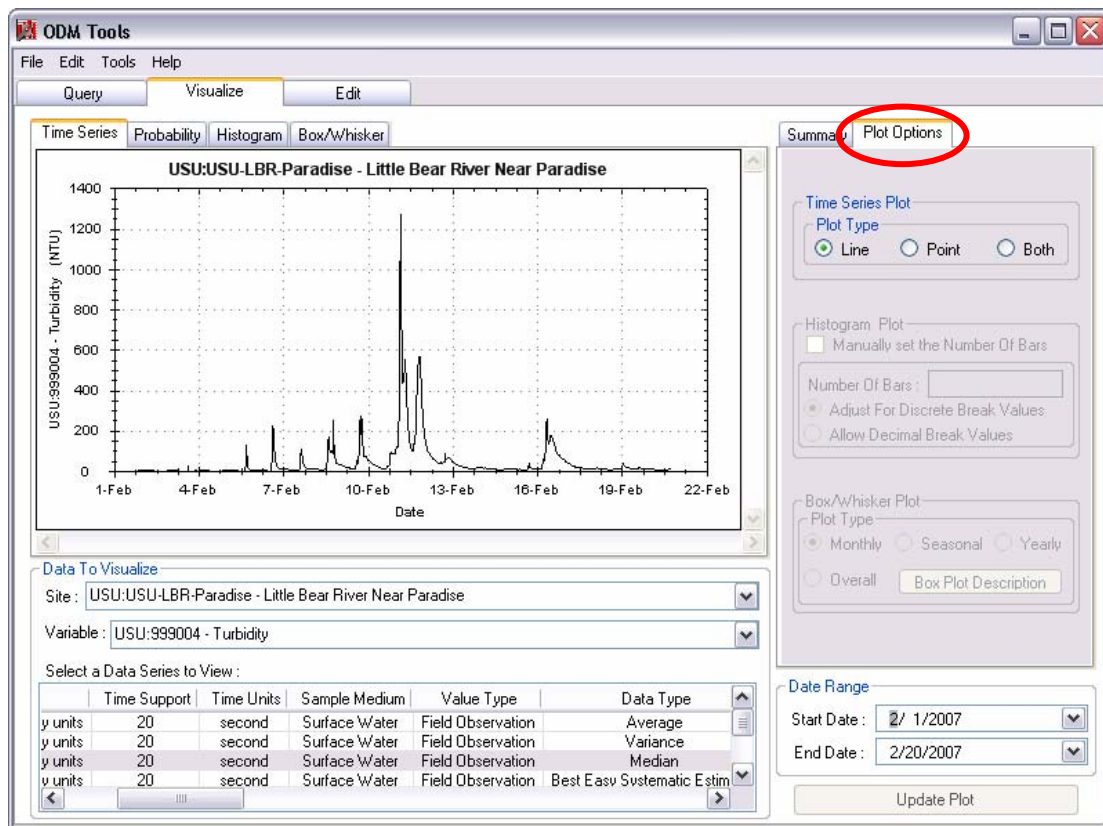 ODM Tools
File Edit Tools Help
Query Visualize Edit
Time Series Probability Histogram Box/Whisker
USU:USU-LBR-Paradise - Little Bear River Near Paradise
USU:999004 - Turbidity (NTU)
1400
1200
1000
800
600
400
200
0
1-Feb 4-Feb 7-Feb 10-Feb 13-Feb 16-Feb 19-Feb 22-Feb
Date
Data To Visualize
Site : USU:USU-LBR-Paradise - Little Bear River Near Paradise
Variable : USU:999004 - Turbidity
Select a Data Series to View :
Time Support Time Units Sample Medium Value Type Data Type
y units 20 second Surface Water Field Observation Average
y units 20 second Surface Water Field Observation Variance
y units 20 second Surface Water Field Observation Median
y units 20 second Surface Water Field Observation Best Easy Systematic Estim
Summary Plot Options
Time Series Plot
Plot Type
Line Point Both
Histogram Plot
Manually set the Number Of Bars
Number Of Bars :
Adjust For Discrete Break Values
Allow Decimal Break Values
Box/Whisker Plot
Plot Type
Monthly Seasonal Yearly
Overall Box Plot Description
Date Range
Start Date : 2/ 1/2007
End Date : 2/20/2007
Update Plot